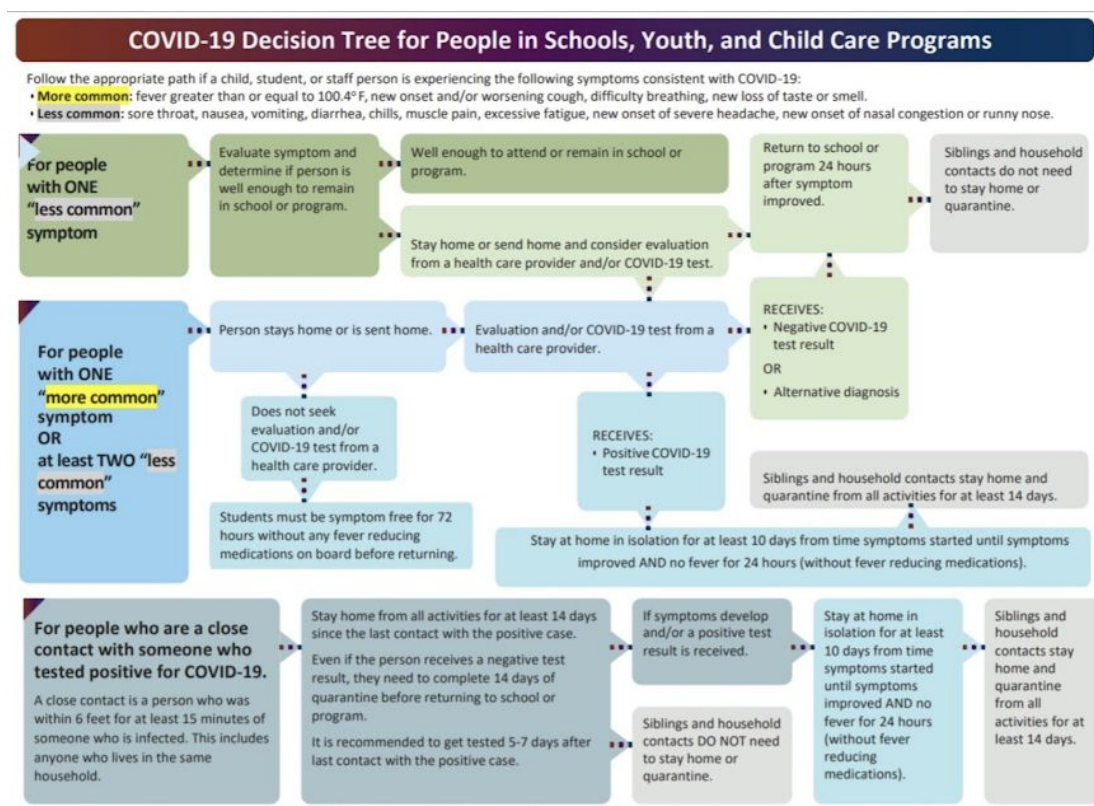 COVID-19 Decision Tree for People in Schools, Youth, and Child Care Programs
Follow the appropriate path if a child, student, or staff person is experiencing the following symptoms consistent with COVID-19:
• More common: fever greater than or equal to 100.4° F, new onset and/or worsening cough, difficulty breathing, new loss of taste or smell.
• Less common: sore throat, nausea, vomiting, diarrhea, chills, muscle pain, excessive fatigue, new onset of severe headache, new onset of nasal congestion or runny nose.
For people
with ONE
“less common”
symptom
Evaluate symptom and
determine if person is
well enough to remain
in school or program.
Well enough to attend or remain in school or
program.
Stay home or send home and consider evaluation
from a health care provider and/or COVID-19 test.
Return to school or
program 24 hours
after symptom
improved.
Siblings and household
contacts do not need
to stay home or
quarantine.
For people
with ONE
“more common”
symptom
OR
at least TWO “less
common”
symptoms
Person stays home or is sent home.
Evaluation and/or COVID-19 test from a
health care provider.
RECEIVES:
• Negative COVID-19
test result
OR
• Alternative diagnosis
Does not seek
evaluation and/or
COVID-19 test from a
health care provider.
RECEIVES:
• Positive COVID-19
test result
Siblings and household contacts stay home and
quarantine from all activities for at least 14 days.
Students must be symptom free for 72
hours without any fever reducing
medications on board before returning.
Stay at home in isolation for at least 10 days from time symptoms started until symptoms
improved AND no fever for 24 hours (without fever reducing medications).
For people who are a close
contact with someone who
tested positive for COVID-19.
A close contact is a person who was
within 6 feet for at least 15 minutes of
someone who is infected. This includes
anyone who lives in the same
household.
Stay home from all activities for at least 14 days
since the last contact with the positive case.
Even if the person receives a negative test
result, they need to complete 14 days of
quarantine before returning to school or
program.
It is recommended to get tested 5-7 days after
last contact with the positive case.
If symptoms develop
and/or a positive test
result is received.
Siblings and household
contacts DO NOT need
to stay home or
quarantine.
Stay at home in
isolation for at least
10 days from time
symptoms started
until symptoms
improved AND no
fever for 24 hours
(without fever
reducing
medications).
Siblings and
household
contacts stay
home and
quarantine
from all
activities for at
least 14 days.